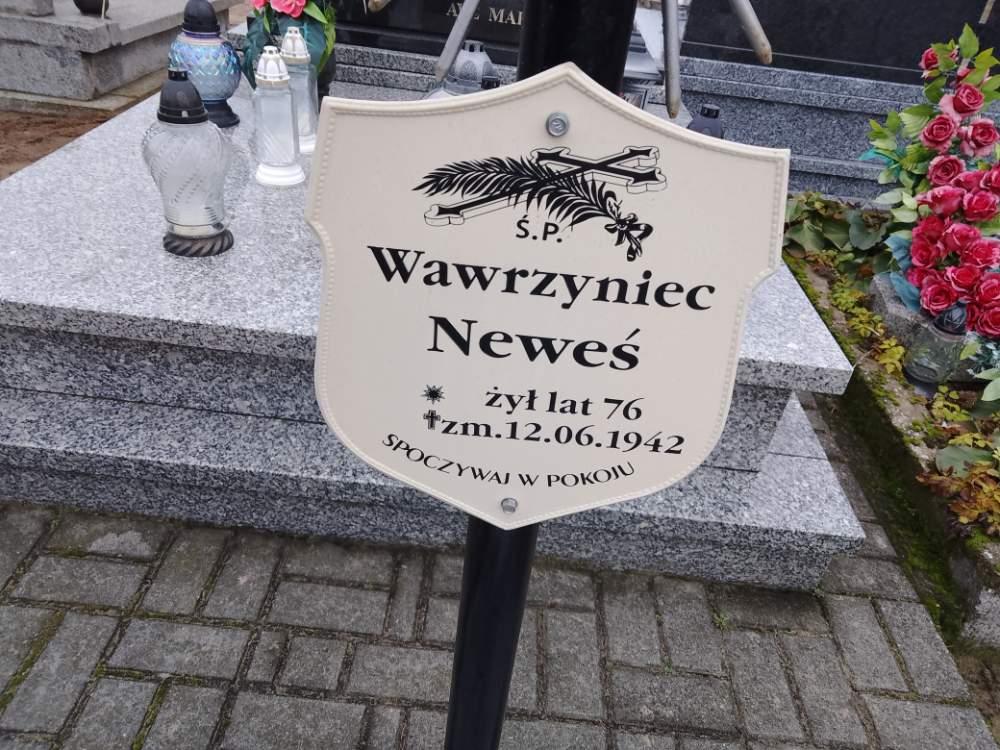 Ś.P.
Wawrzyniec
Neweś
żył lat 76
zm.12.06.1942
SPOCZYWAJ W POKOJU